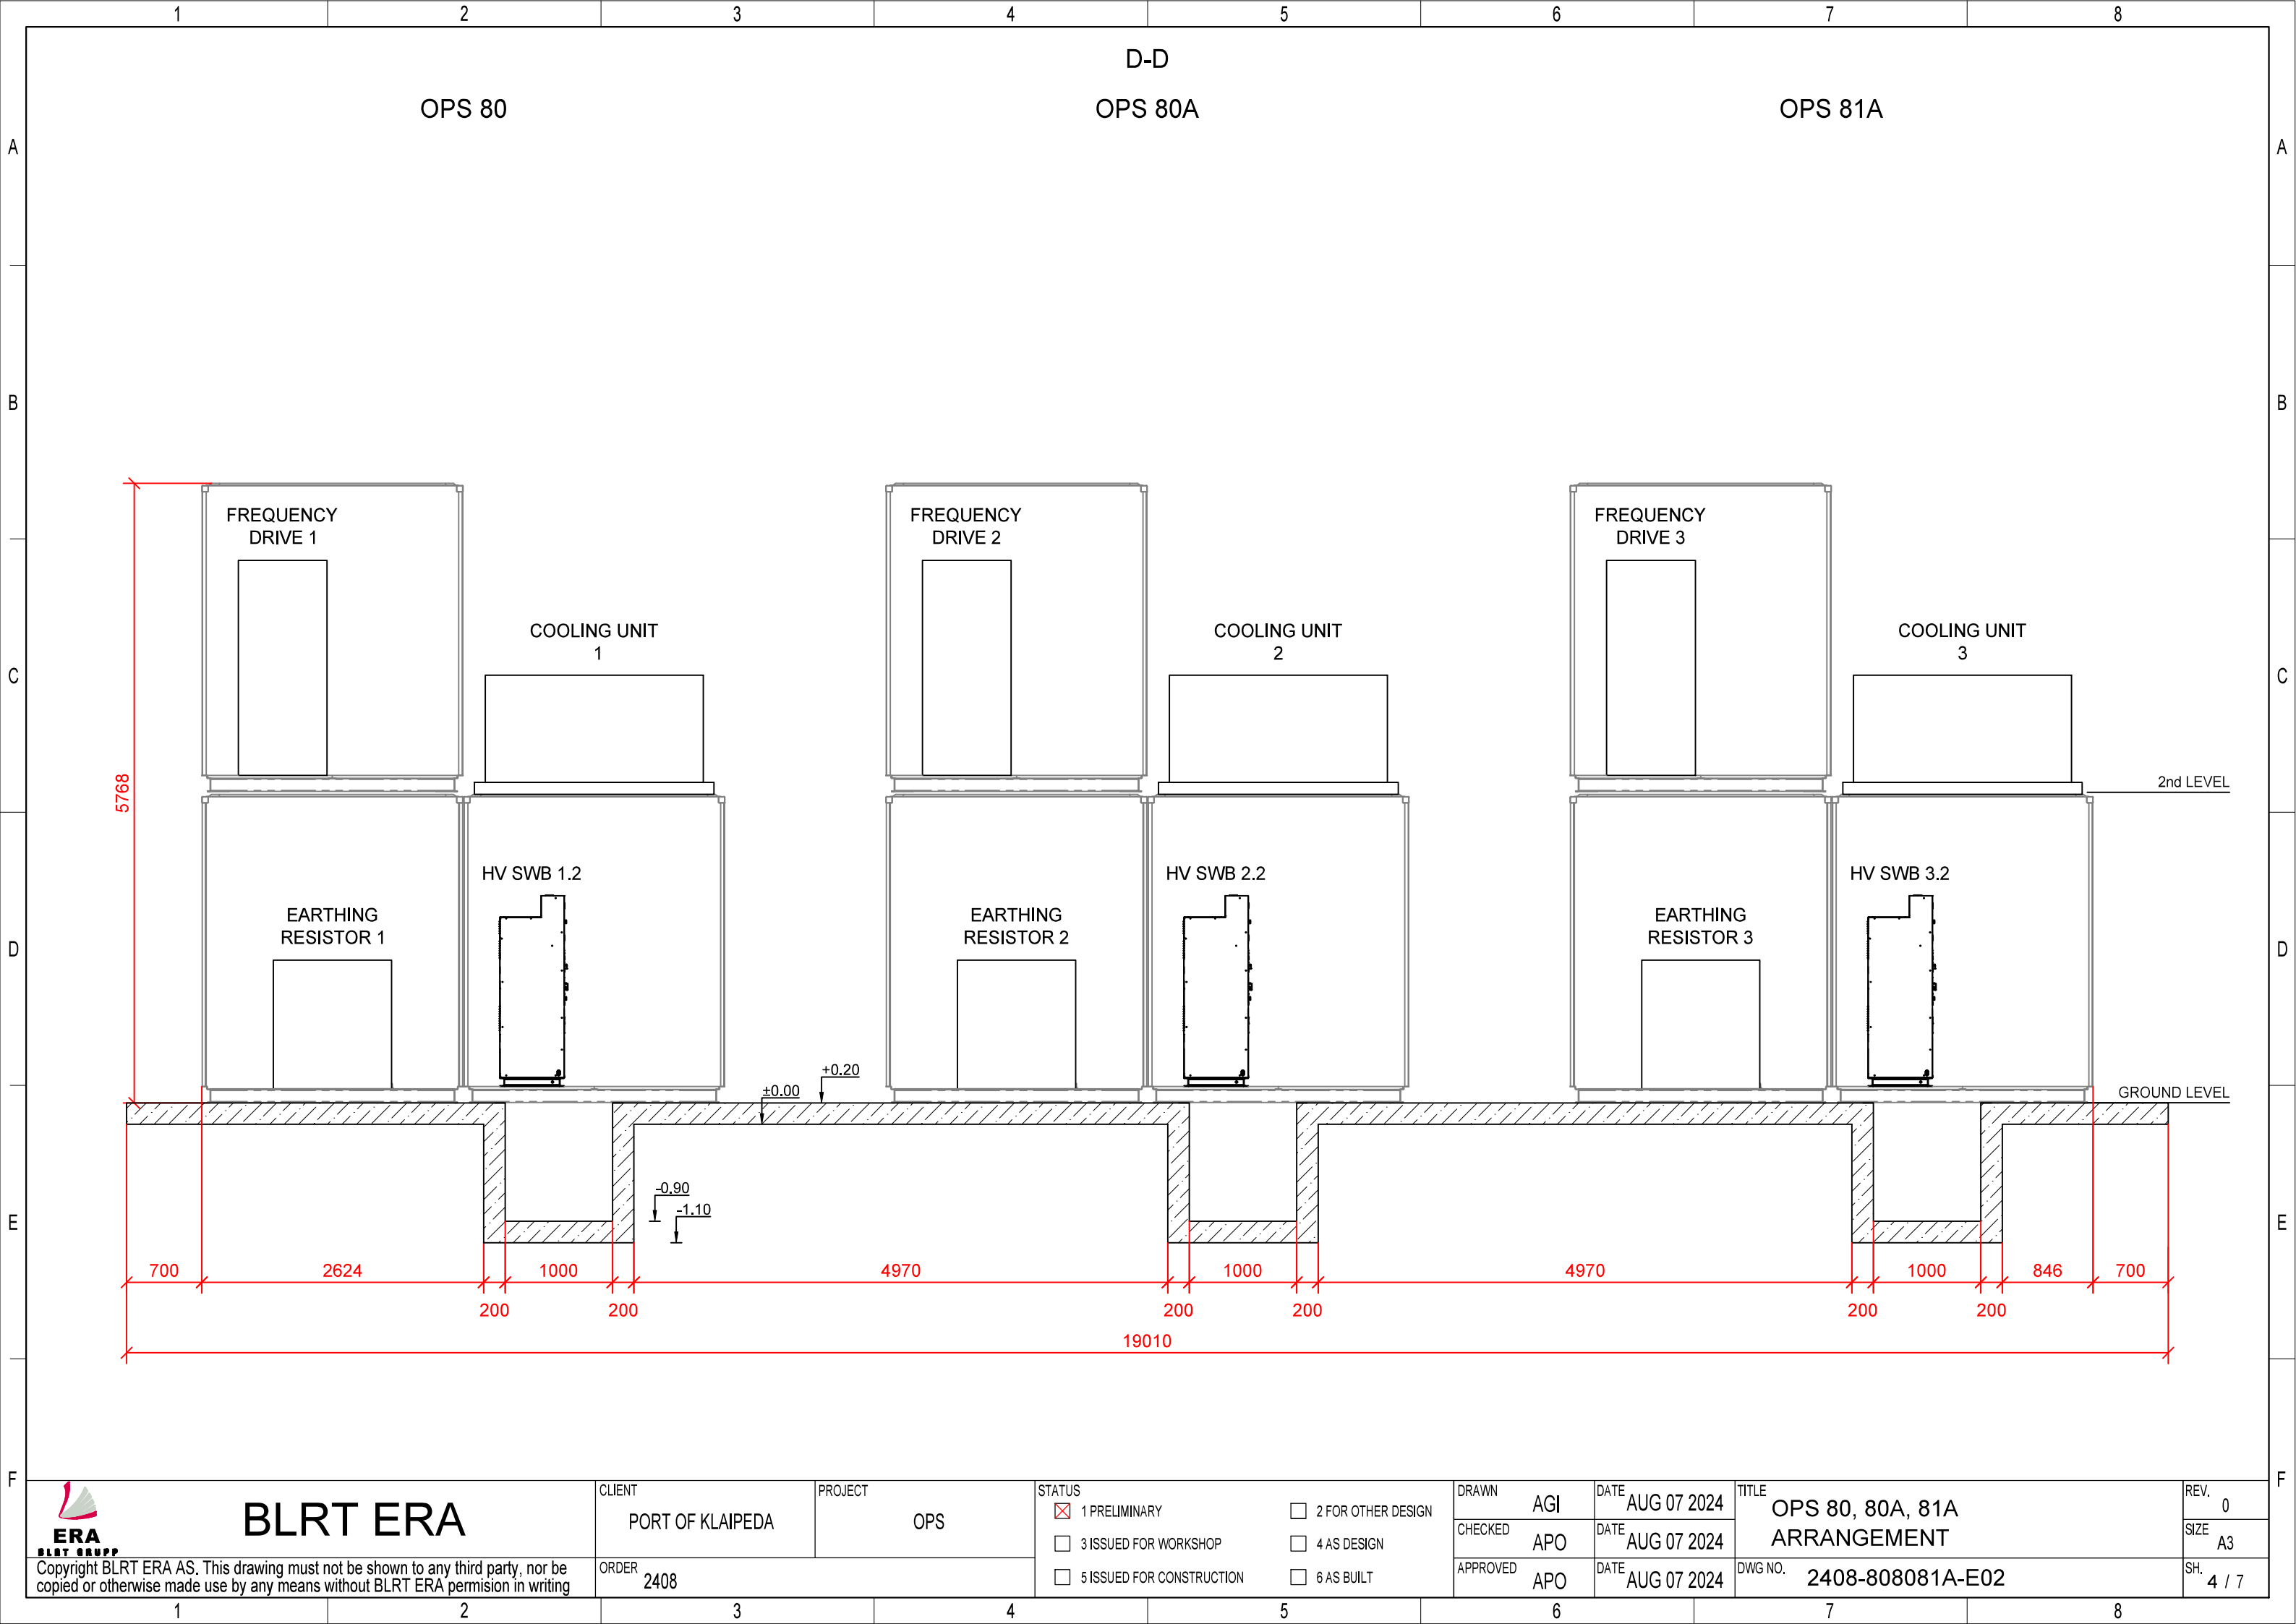 1 2 3 4 5 6 7 8
D-D
OPS 80 OPS 80A OPS 81A
A A
B B
FREQUENCY FREQUENCY FREQUENCY
DRIVE 1 DRIVE 2 DRIVE 3
COOLING UNIT COOLING UNIT COOLING UNIT
1 2 3
C C
2nd LEVEL
5768
HV SWB 1.2 HV SWB 2.2 HV SWB 3.2
EARTHING EARTHING EARTHING
RESISTOR 1 RESISTOR 2 RESISTOR 3
D D
+0.20
±0.00
GROUND LEVEL
-0.90
-1.10
E E
700 2624 1000 4970 1000 4970 1000 846 700
200 200 200 200 200 200
19010
F F
ERA
BLRT GRUPP
BLRT ERA
Copyright BLRT ERA AS. This drawing must not be shown to any third party, nor be
copied or otherwise made use by any means without BLRT ERA permision in writing
CLIENT
PORT OF KLAIPEDA
PROJECT
OPS
ORDER
2408
STATUS
1 PRELIMINARY 2 FOR OTHER DESIGN
3 ISSUED FOR WORKSHOP 4 AS DESIGN
5 ISSUED FOR CONSTRUCTION 6 AS BUILT
DRAWN AGI DATE AUG 07 2024
CHECKED APO DATE AUG 07 2024
APPROVED APO DATE AUG 07 2024
TITLE
OPS 80, 80A, 81A
ARRANGEMENT
DWG NO. 2408-808081A-E02
REV. 0
SIZE A3
SH. 4 / 7
1 2 3 4 5 6 7 8